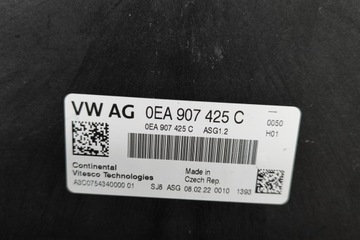 VW AG 0EA 907 425 C
0EA 907 425 C ASG1.2
0050
H01
Continental
Vitesco Technologies
A3C0754340000 01
Made in
Czech Rep.
SJ8 ASG 08.02.22 0010 1393